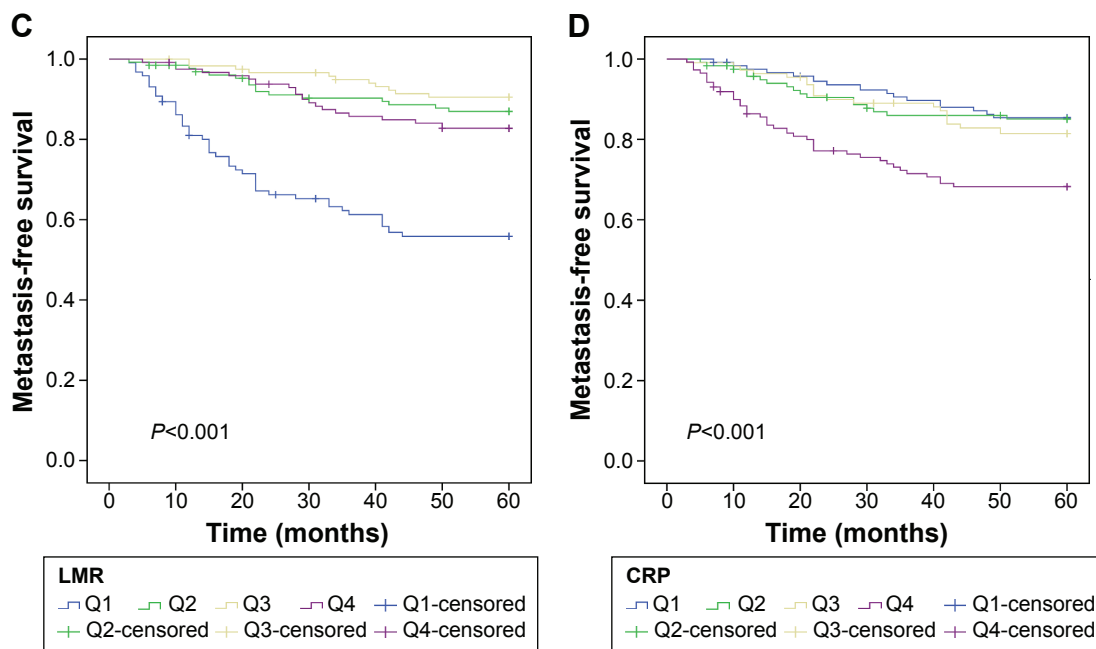 C
Metastasis-free survival
1.0
0.8
0.6
0.4
0.2
0.0
P<0.001
0 10 20 30 40 50 60
Time (months)
LMR
Q1 Q2 Q3 Q4 Q1-censored
Q2-censored Q3-censored Q4-censored
D
Metastasis-free survival
1.0
0.8
0.6
0.4
0.2
0.0
P<0.001
0 10 20 30 40 50 60
Time (months)
CRP
Q1 Q2 Q3 Q4 Q1-censored
Q2-censored Q3-censored Q4-censored